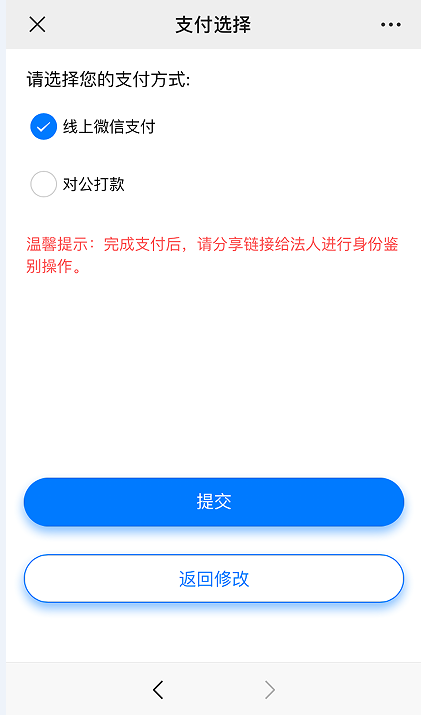 支付选择
请选择您的支付方式:
线上微信支付
对公打款
温馨提示：完成支付后，请分享链接给法人进行身份鉴
别操作。
提交
返回修改